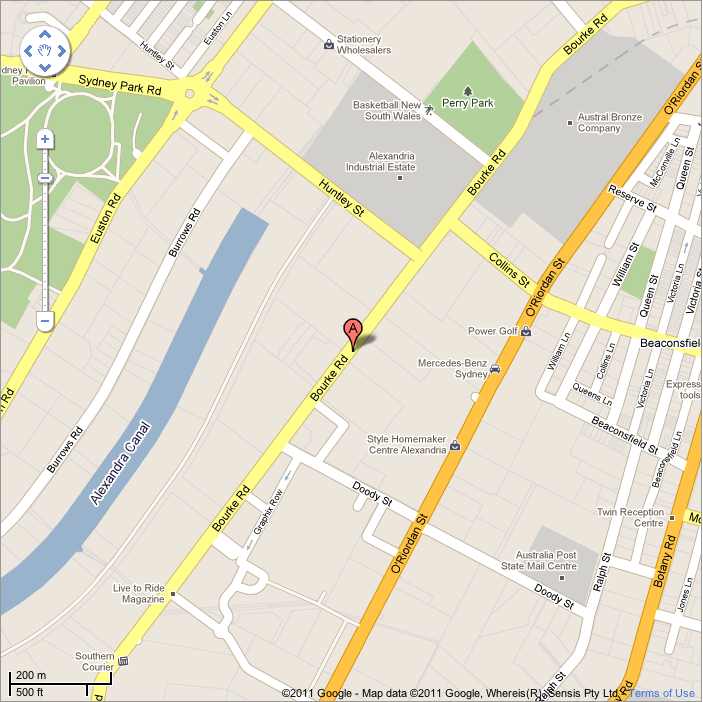 Euston Ln
Huntley St
Stationery
Wholesalers
Bourke Rd
Sydney Park Rd
Pavilion
Basketball New
South Wales
Perry Park
Austral Bronze
Company
O'Riordan St
McConville Ln
Queen St
Alexandria
Industrial Estate
Bourke Rd
Huntley St
Reserve St
Euston Rd
Burrows Rd
Collins St
William St
Queen St
Victoria Ln
Victoria
O'Riordan St
A
Power Golf
Beaconsfield
William Ln
Collins Ln
Mercedes-Benz
Sydney
Bourke Rd
Queens Ln
Victoria Ln
Express
tools
Rd
Beaconsfield St
Beaconsfield Ln
Burrows Rd
Alexandra Canal
Style Homemaker
Centre Alexandria
Doody St
Graphix Row
Bourke Rd
O'Riordan St
Twin Reception
Centre
Botany Rd
Australia Post
State Mail Centre
Ralph St
Doody St
Jones Ln
Live to Ride
Magazine
Southern
Courier
Ralph St
200 m
500 ft
©2011 Google - Map data ©2011 Google, Whereis(R), Sensis Pty Ltd
Rd
Terms of Use